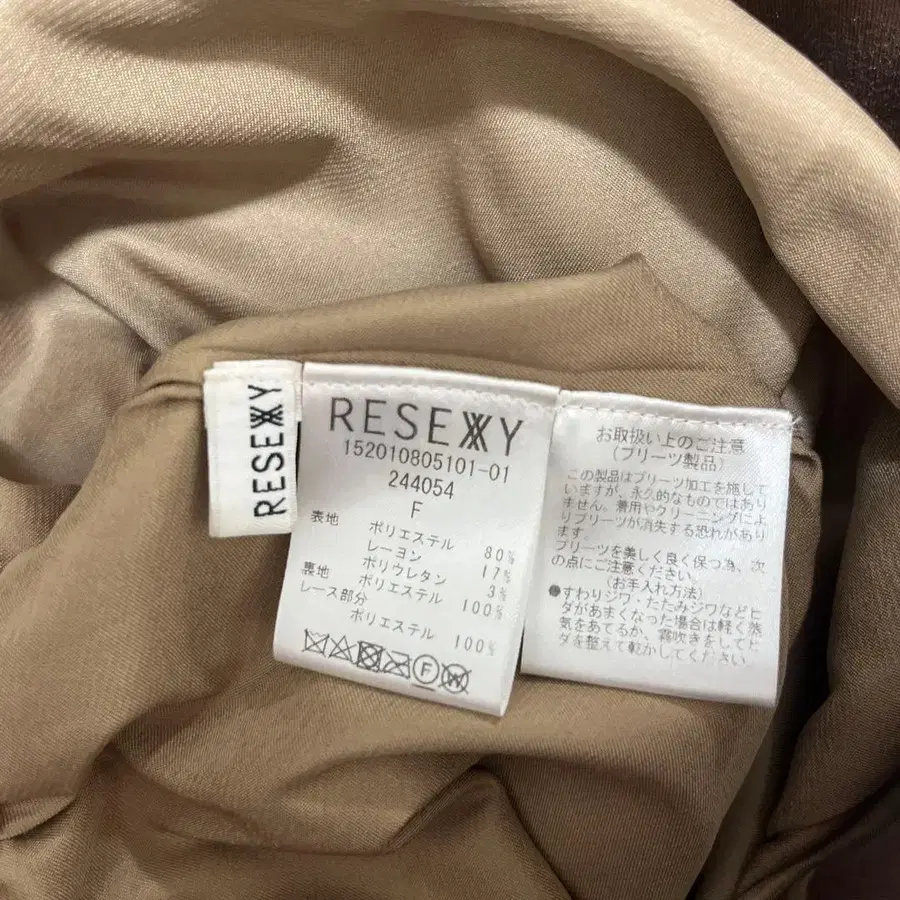 RESEXXY
RESEXXY
152010805101-01
244054
F
表地 ポリエステル 80%
レーヨン 17%
ポリウレタン 3%
裏地 ポリエステル 100%
レース部分
ポリエステル 100%
F W
お取扱い上のご注意
(プリーツ製品)
この製品はプリーツ加工を施して
いますが、永久的なものではあり
ません。着用やクリーニングによ
りプリーツが消失する恐れがあり
ます。
プリーツを美しく良く保つ為、次
の点にご注意ください。
(お手入れ方法)
●すわりジワ・たたみジワなどヒ
ダがあまくなった場合は軽く蒸
気をあてるか、霧吹きをしてヒ
ダを整えて乾かしてください。